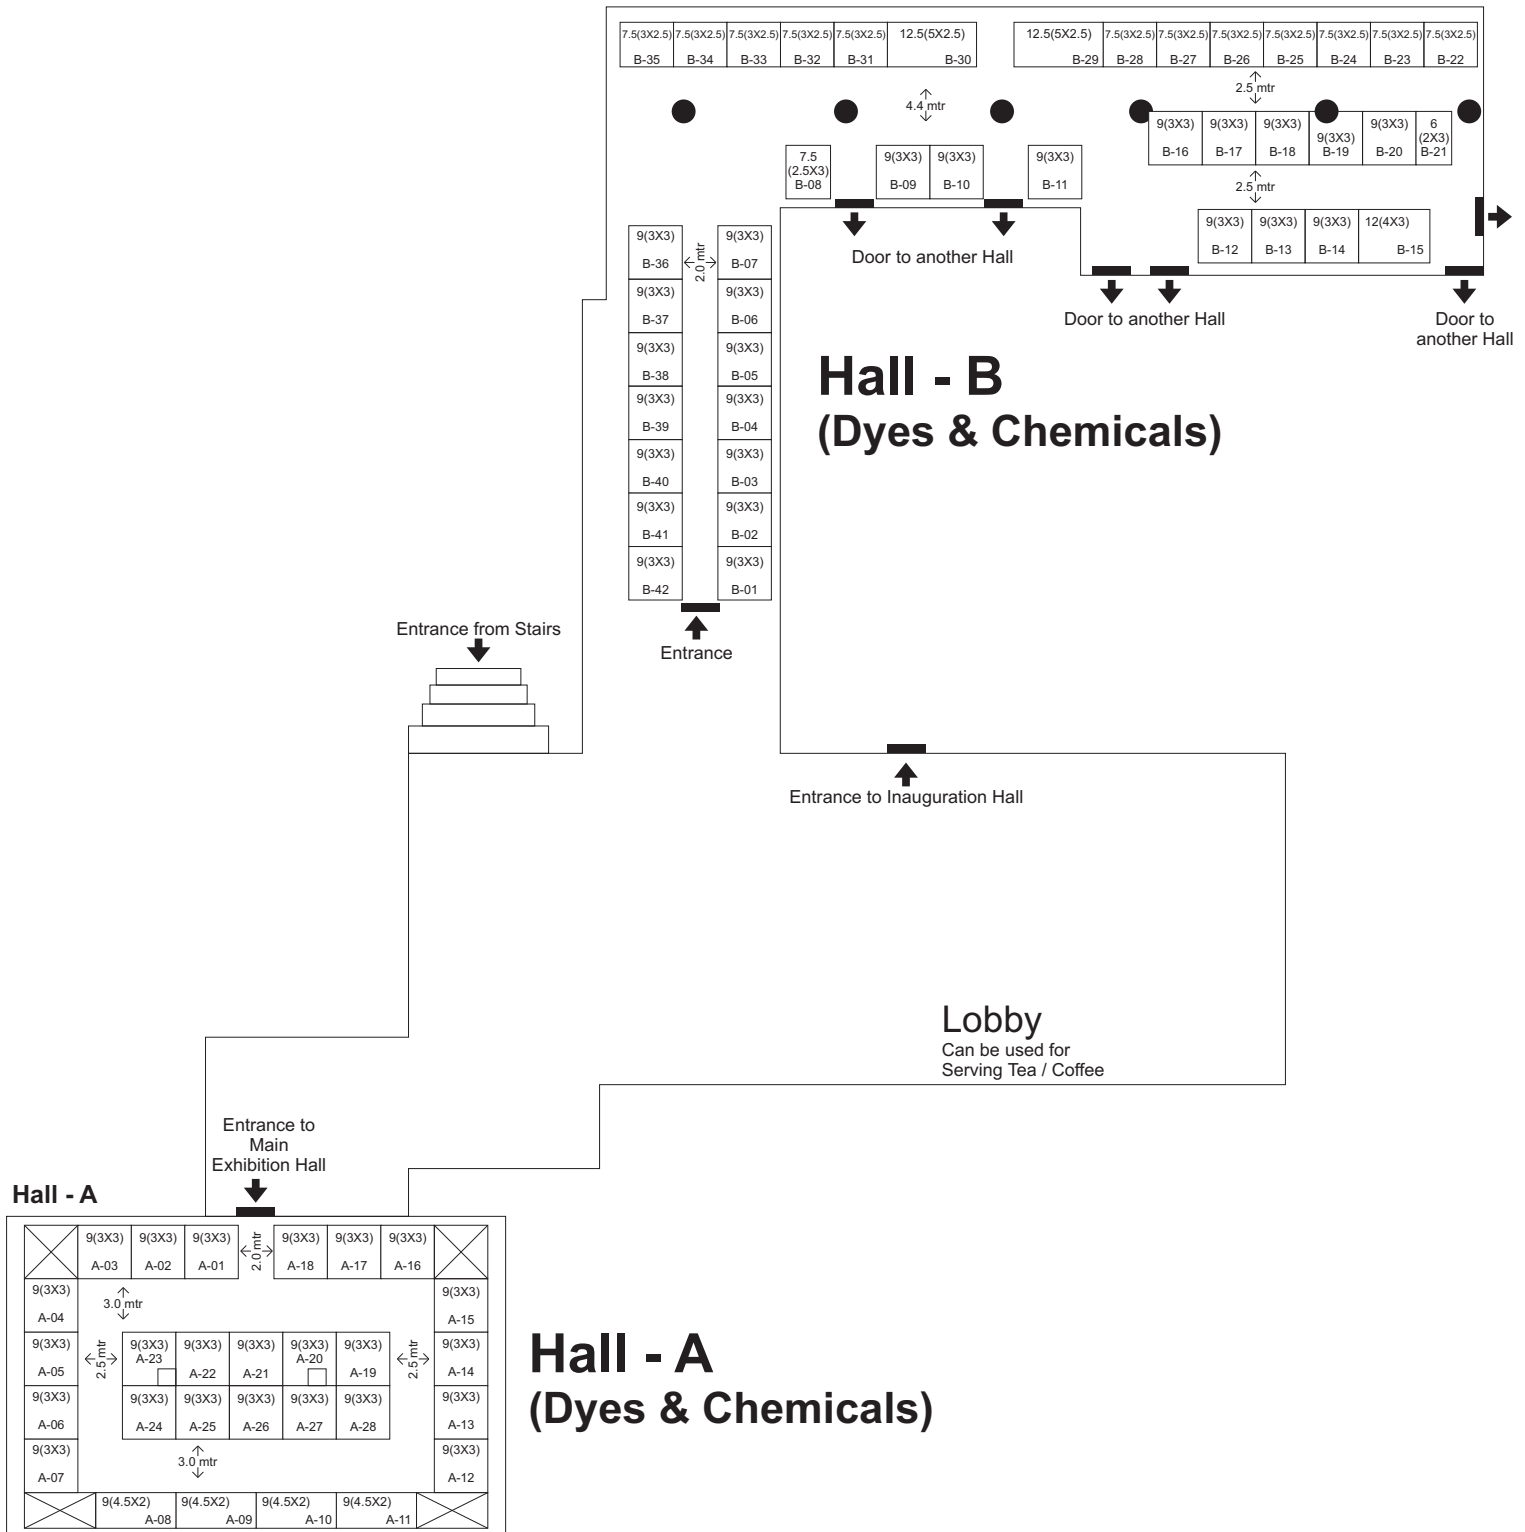 7.5(3X2.5) 7.5(3X2.5) 7.5(3X2.5) 7.5(3X2.5) 7.5(3X2.5) 12.5(5X2.5) 12.5(5X2.5) 7.5(3X2.5) 7.5(3X2.5) 7.5(3X2.5) 7.5(3X2.5) 7.5(3X2.5) 7.5(3X2.5) 7.5(3X2.5)
B-35 B-34 B-33 B-32 B-31 B-30 B-29 B-28 B-27 B-26 B-25 B-24 B-23 B-22
2.5 mtr
4.4 mtr
9(3X3) 9(3X3) 9(3X3) 9(3X3) 9(3X3) 6
(2X3)
B-16 B-17 B-18 B-19 B-20 B-21
7.5
(2.5X3)
B-08
9(3X3) 9(3X3) 9(3X3)
B-09 B-10 B-11
2.5 mtr
9(3X3) 9(3X3) 9(3X3) 12(4X3)
B-12 B-13 B-14 B-15
Door to another Hall
Door to another Hall
Door to
another Hall
9(3X3) 9(3X3)
B-36 2.0 mtr B-07
9(3X3) 9(3X3)
B-37 B-06
9(3X3) 9(3X3)
B-38 B-05
9(3X3) 9(3X3)
B-39 B-04
9(3X3) 9(3X3)
B-40 B-03
9(3X3) 9(3X3)
B-41 B-02
9(3X3) 9(3X3)
B-42 B-01
Hall - B
(Dyes & Chemicals)
Entrance from Stairs
Entrance
Entrance to Inauguration Hall
Lobby
Can be used for
Serving Tea / Coffee
Entrance to
Main
Exhibition Hall
Hall - A
9(3X3) 9(3X3) 9(3X3) 2.0 mtr 9(3X3) 9(3X3) 9(3X3)
A-03 A-02 A-01 A-18 A-17 A-16
9(3X3) 9(3X3)
3.0 mtr
A-04 A-15
9(3X3) 9(3X3)
A-05 A-14
2.5 mtr 2.5 mtr
9(3X3) 9(3X3) 9(3X3) 9(3X3) 9(3X3)
A-23 A-22 A-21 A-20 A-19
9(3X3) 9(3X3) 9(3X3) 9(3X3) 9(3X3) 9(3X3) 9(3X3)
A-06 A-24 A-25 A-26 A-27 A-28 A-13
9(3X3) 9(3X3)
3.0 mtr
A-07 A-12
9(4.5X2) 9(4.5X2) 9(4.5X2) 9(4.5X2)
A-08 A-09 A-10 A-11
Hall - A
(Dyes & Chemicals)